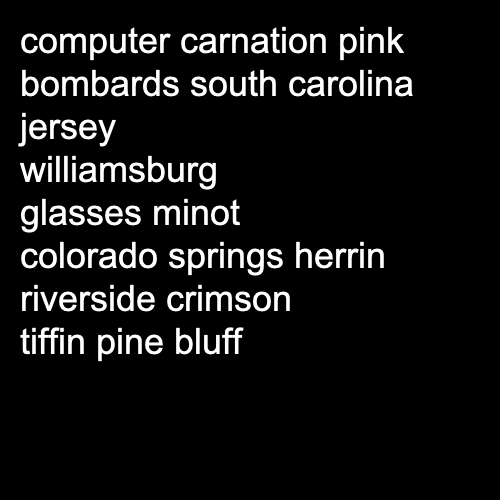 computer carnation pink
bombards south carolina
jersey
williamsburg
glasses minot
colorado springs herrin
riverside crimson
tiffin pine bluff